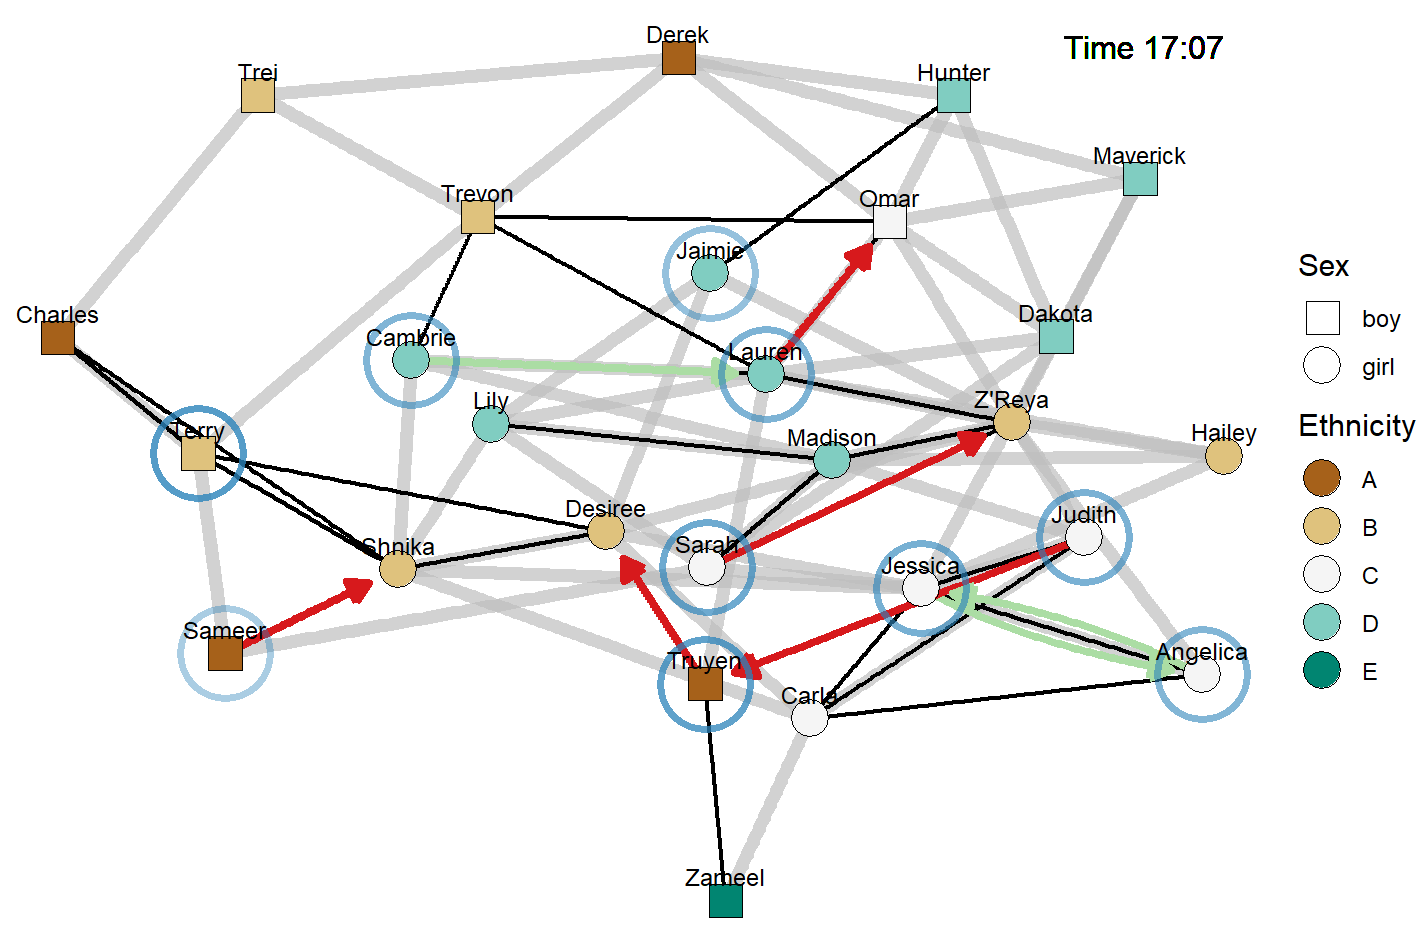 Derek
Time 17:07
Trei
Hunter
Maverick
Trevon
Omar
Jaimie
Sex
boy
girl
Charles
Dakota
Cambrie
Lauren
Lily
Z'Reya
Terry
Madison
Hailey
Ethnicity
A
B
C
D
E
Desiree
Judith
Shnika
Sarah
Jessica
Sameer
Truyen
Angelica
Carla
Zameel